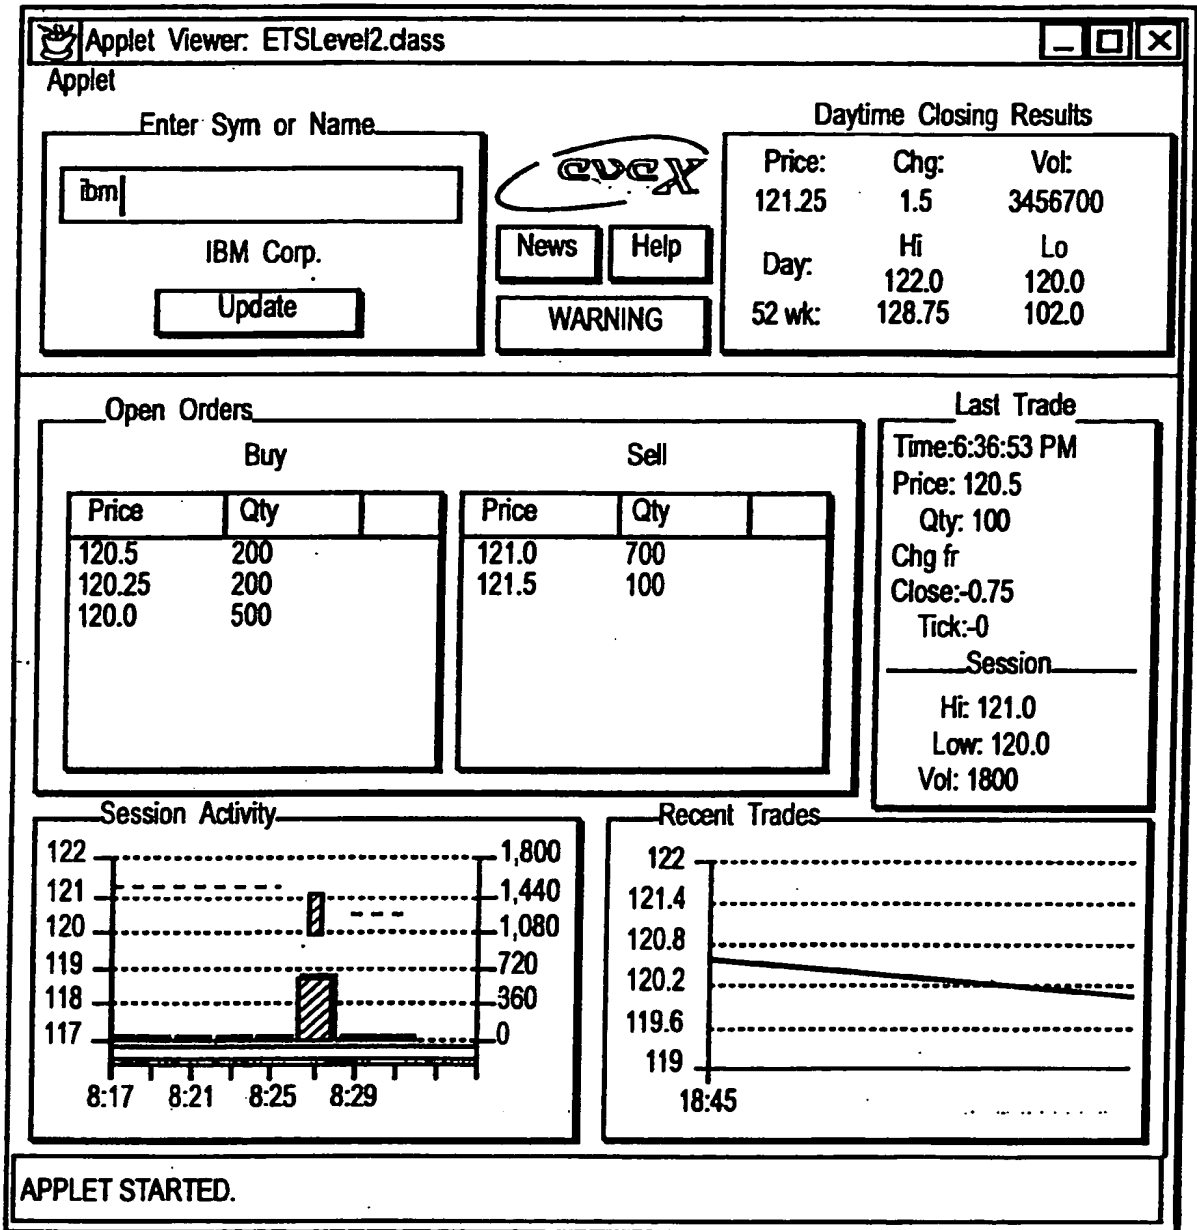 Applet Viewer: ETSLevel2.class
Applet
Enter Sym or Name
ibm
IBM Corp.
Update
eveX
News Help
WARNING
Daytime Closing Results
Price: Chg: Vol:
121.25 1.5 3456700
Hi Lo
Day: 122.0 120.0
52 wk: 128.75 102.0
Open Orders
Buy Sell
Price Qty Price Qty
120.5 200 121.0 700
120.25 200 121.5 100
120.0 500
Last Trade
Time:6:36:53 PM
Price: 120.5
Qty: 100
Chg fr
Close:-0.75
Tick:-0
Session
Hi: 121.0
Low: 120.0
Vol: 1800
Session Activity
122 1,800
121 1,440
120 1,080
119 720
118 360
117 0
8:17 8:21 8:25 8:29
Recent Trades
122
121.4
120.8
120.2
119.6
119
18:45
APPLET STARTED.